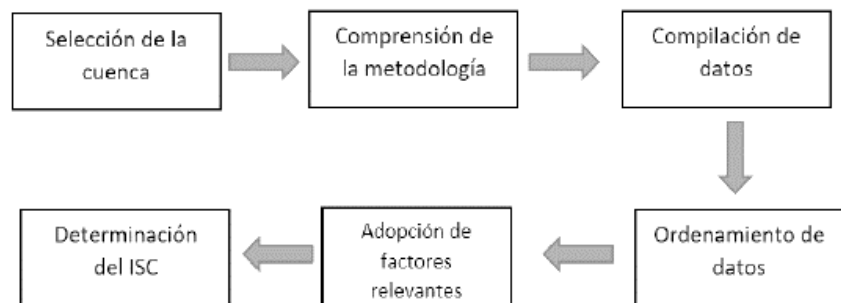 Selección de la
cuenca
Comprensión de
la metodología
Compilación de
datos
Ordenamiento de
datos
Adopción de
factores
relevantes
Determinación
del ISC